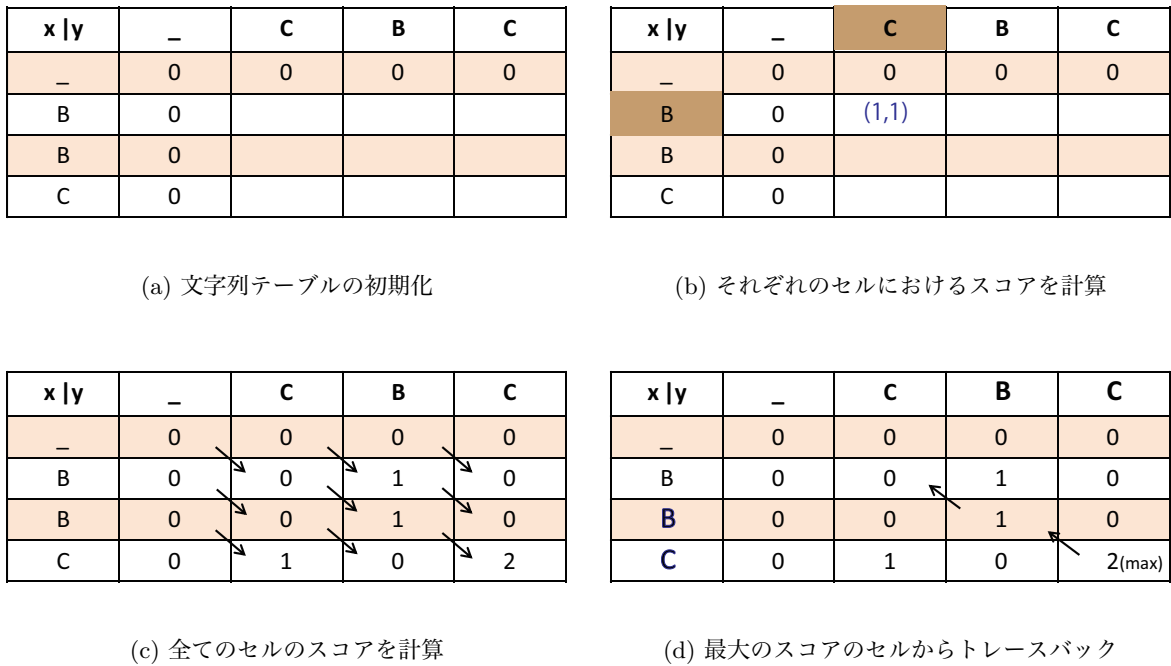 x|y _ C B C
_ 0 0 0 0
B 0
B 0
C 0
(a) 文字列テーブルの初期化
x|y _ C B C
_ 0 0 0 0
B 0 (1,1)
B 0
C 0
(b) それぞれのセルにおけるスコアを計算
x|y _ C B C
_ 0 0 0 0
B 0 0 1 0
B 0 0 1 0
C 0 1 0 2
(c) 全てのセルのスコアを計算
x|y _ C B C
_ 0 0 0 0
B 0 0 1 0
B 0 0 1 0
C 0 1 0 2(max)
(d) 最大のスコアのセルからトレースバック